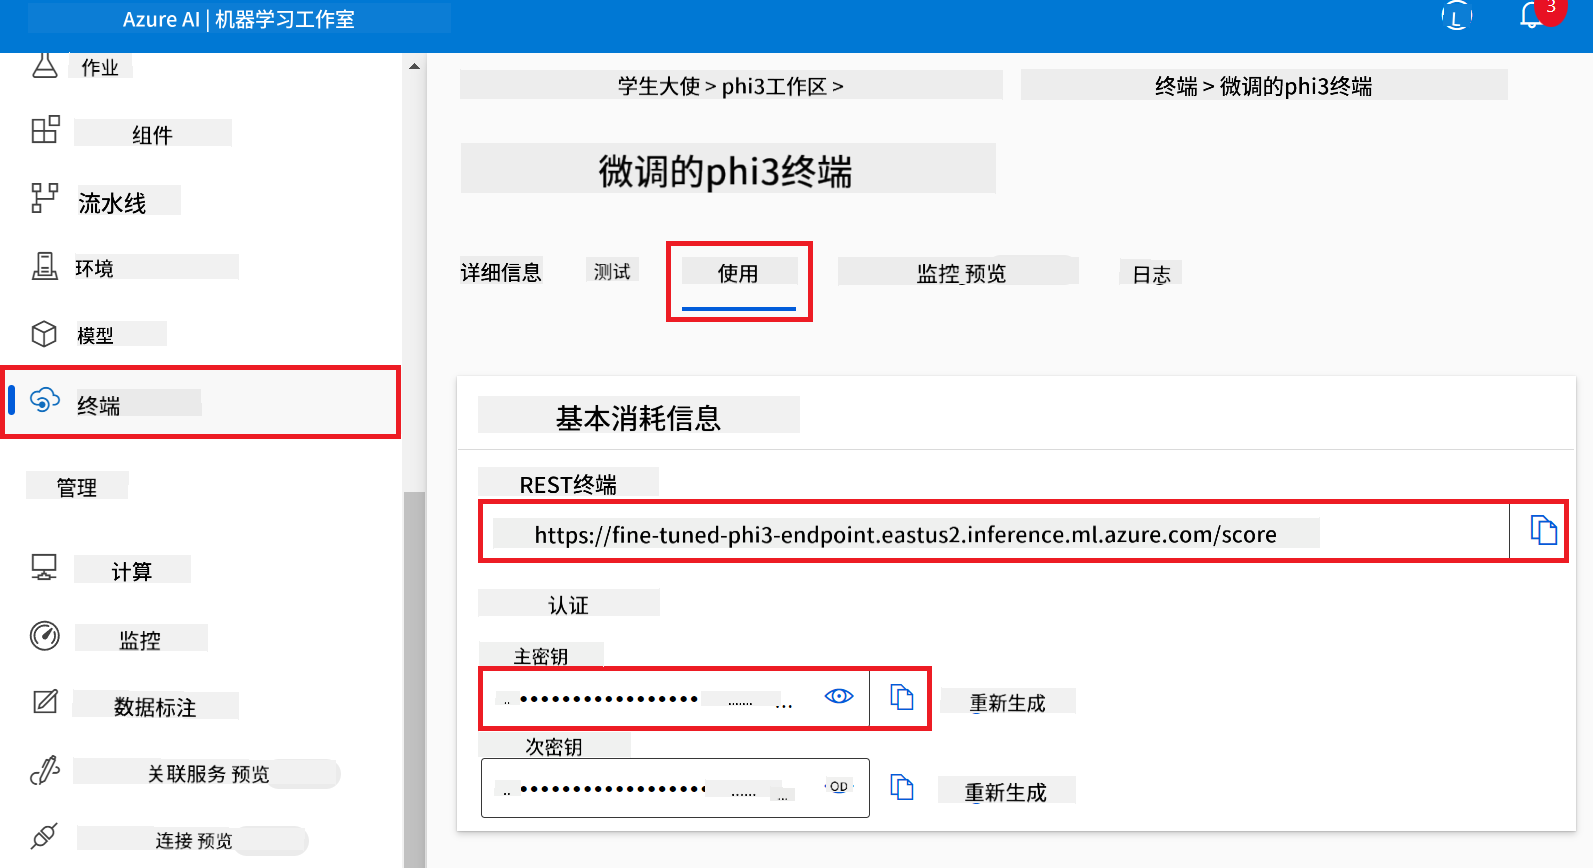 Azure AI | 机器学习工作室
3
作业
组件
流水线
环境
模型
终端
管理
计算
监控
数据标注
关联服务 预览
连接 预览
学生大使 > phi3工作区 >
终端 > 微调的phi3终端
微调的phi3终端
详细信息
测试
使用
监控_预览
日志
基本消耗信息
REST终端
https://fine-tuned-phi3-endpoint.eastus2.inference.ml.azure.com/score
认证
主密钥
重新生成
次密钥
重新生成